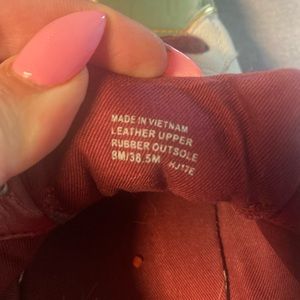 MADE IN VIETNAM
LEATHER UPPER
RUBBER OUTSOLE
8M/38.5M HJ17E